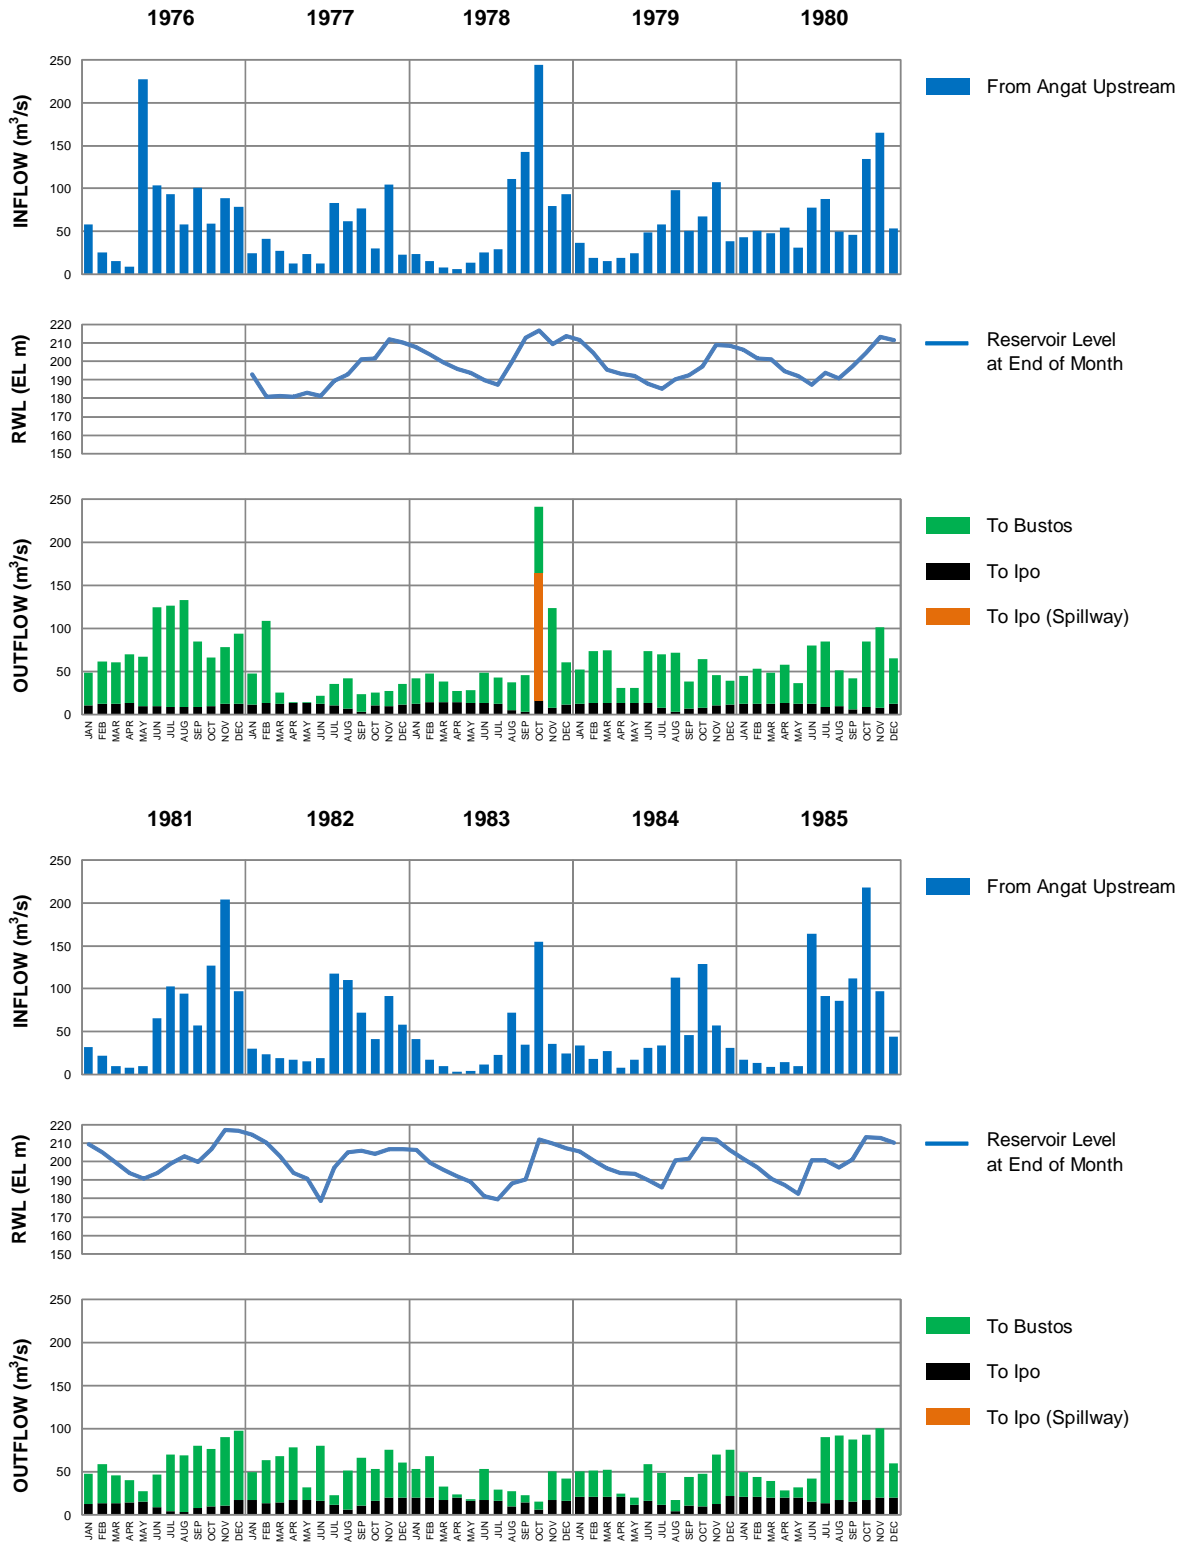 1976 1977 1978 1979 1980
INFLOW (m³/s)
250
200
150
100
50
0
From Angat Upstream
RWL (EL m)
220
210
200
190
180
170
160
150
Reservoir Level
at End of Month
OUTFLOW (m³/s)
250
200
150
100
50
0
To Bustos
To Ipo
To Ipo (Spillway)
JAN FEB MAR APR MAY JUN JUL AUG SEP OCT NOV DEC JAN FEB MAR APR MAY JUN JUL AUG SEP OCT NOV DEC JAN FEB MAR APR MAY JUN JUL AUG SEP OCT NOV DEC JAN FEB MAR APR MAY JUN JUL AUG SEP OCT NOV DEC JAN FEB MAR APR MAY JUN JUL AUG SEP OCT NOV DEC
1981 1982 1983 1984 1985
INFLOW (m³/s)
250
200
150
100
50
0
From Angat Upstream
RWL (EL m)
220
210
200
190
180
170
160
150
Reservoir Level
at End of Month
OUTFLOW (m³/s)
250
200
150
100
50
0
To Bustos
To Ipo
To Ipo (Spillway)
JAN FEB MAR APR MAY JUN JUL AUG SEP OCT NOV DEC JAN FEB MAR APR MAY JUN JUL AUG SEP OCT NOV DEC JAN FEB MAR APR MAY JUN JUL AUG SEP OCT NOV DEC JAN FEB MAR APR MAY JUN JUL AUG SEP OCT NOV DEC JAN FEB MAR APR MAY JUN JUL AUG SEP OCT NOV DEC